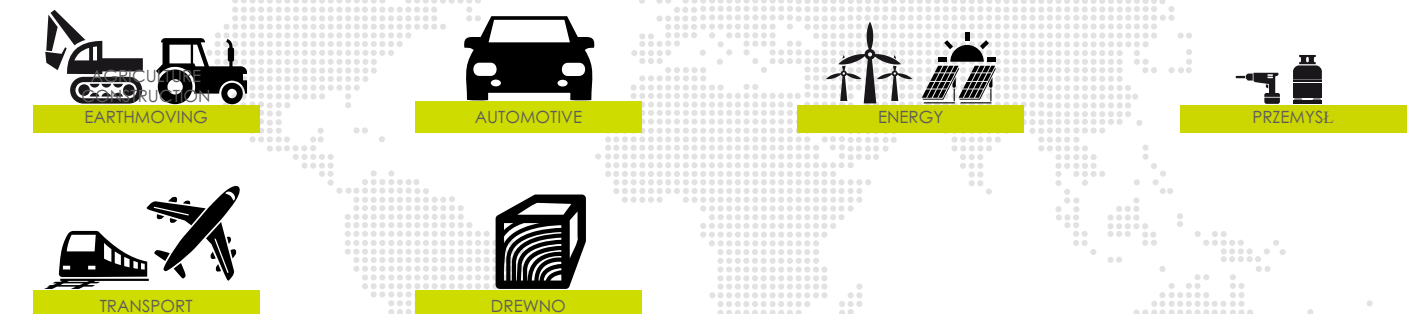 AGRICULTURE
CONSTRUCTION
EARTHMOVING
AUTOMOTIVE
ENERGY
PRZEMYSŁ
TRANSPORT
DREWNO